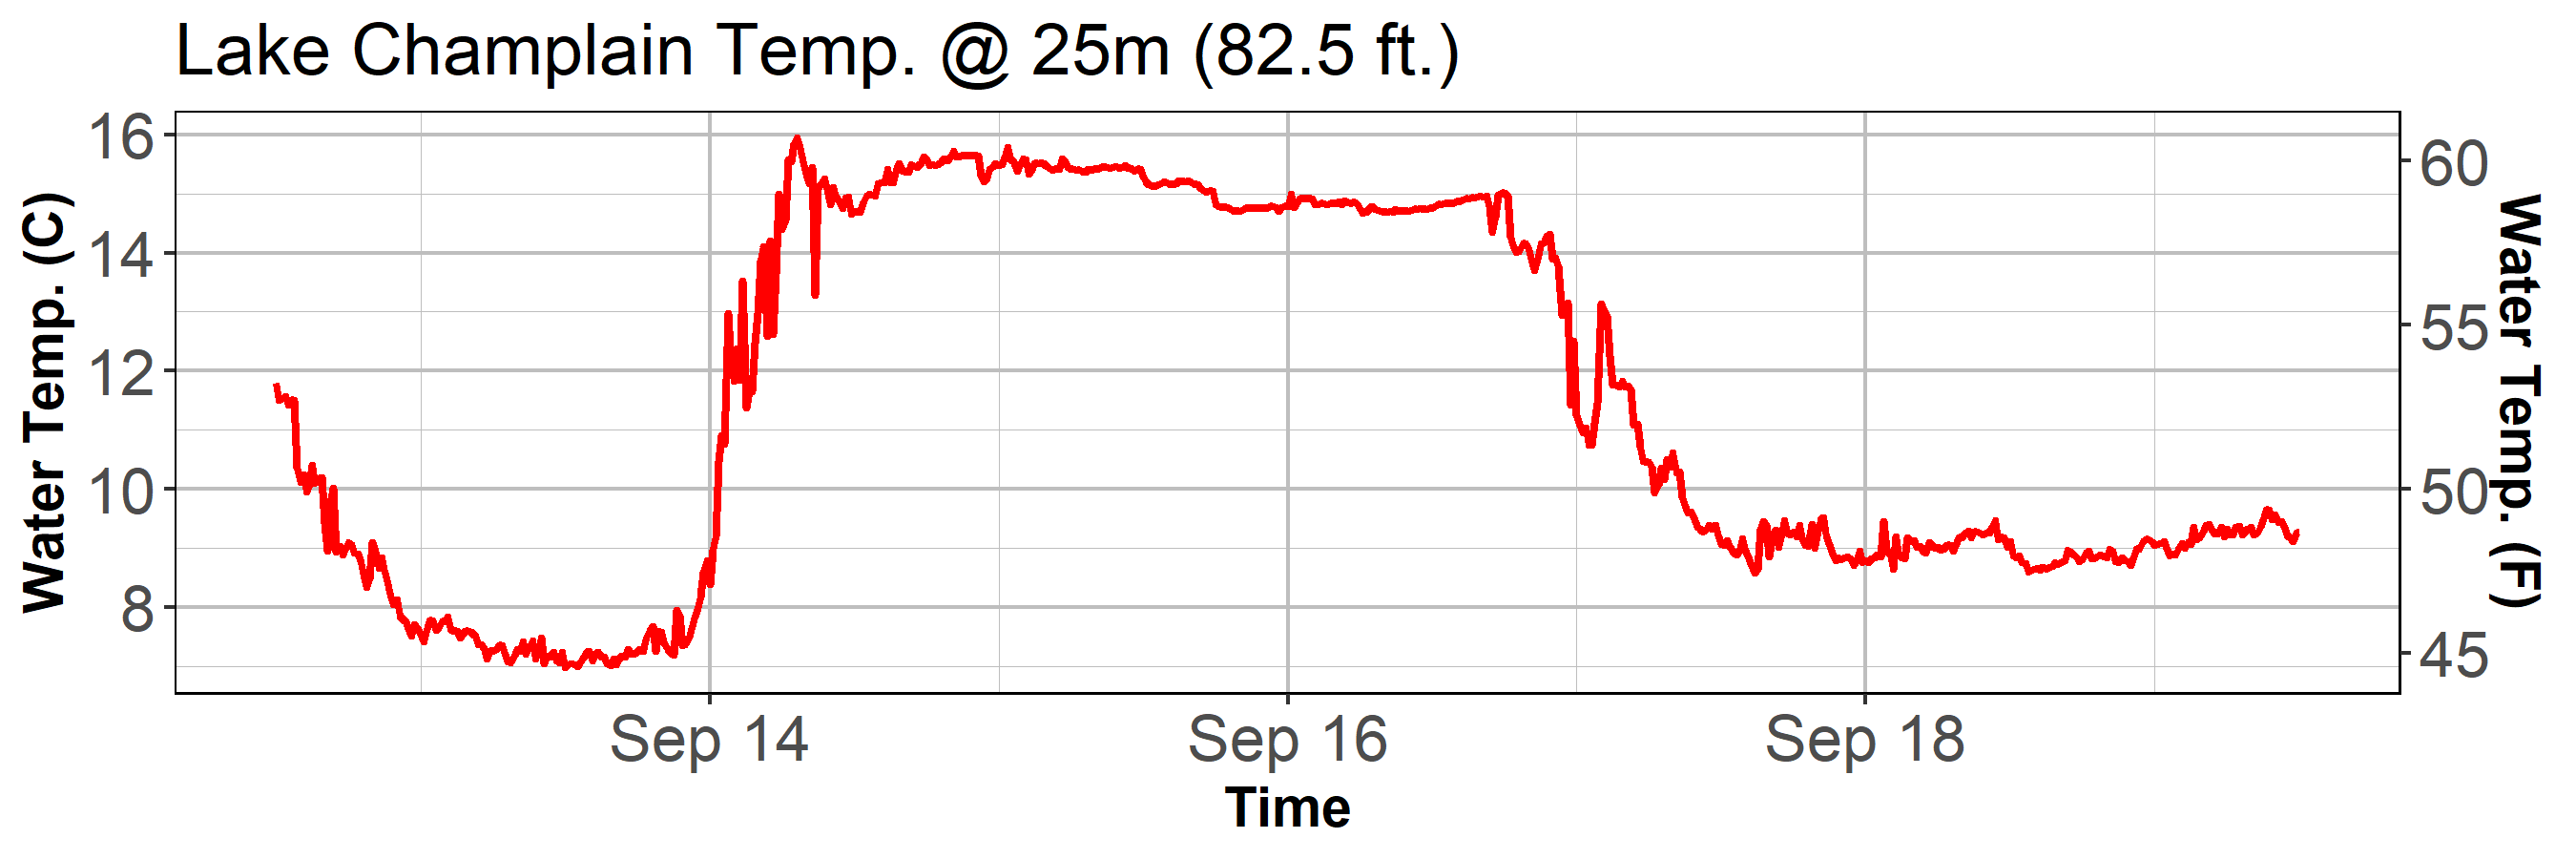 Lake Champlain Temp. @ 25m (82.5 ft.)
Water Temp. (C)
16
14
12
10
8
60
55
50
45
Water Temp. (F)
Sep 14 Sep 16 Sep 18
Time